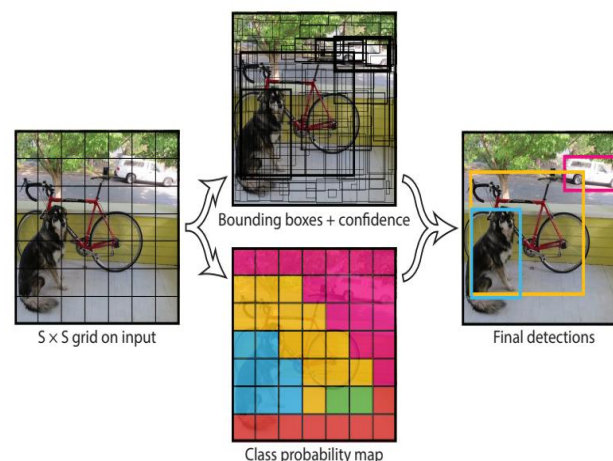 Bounding boxes + confidence
S × S grid on input
Final detections
Class probability map